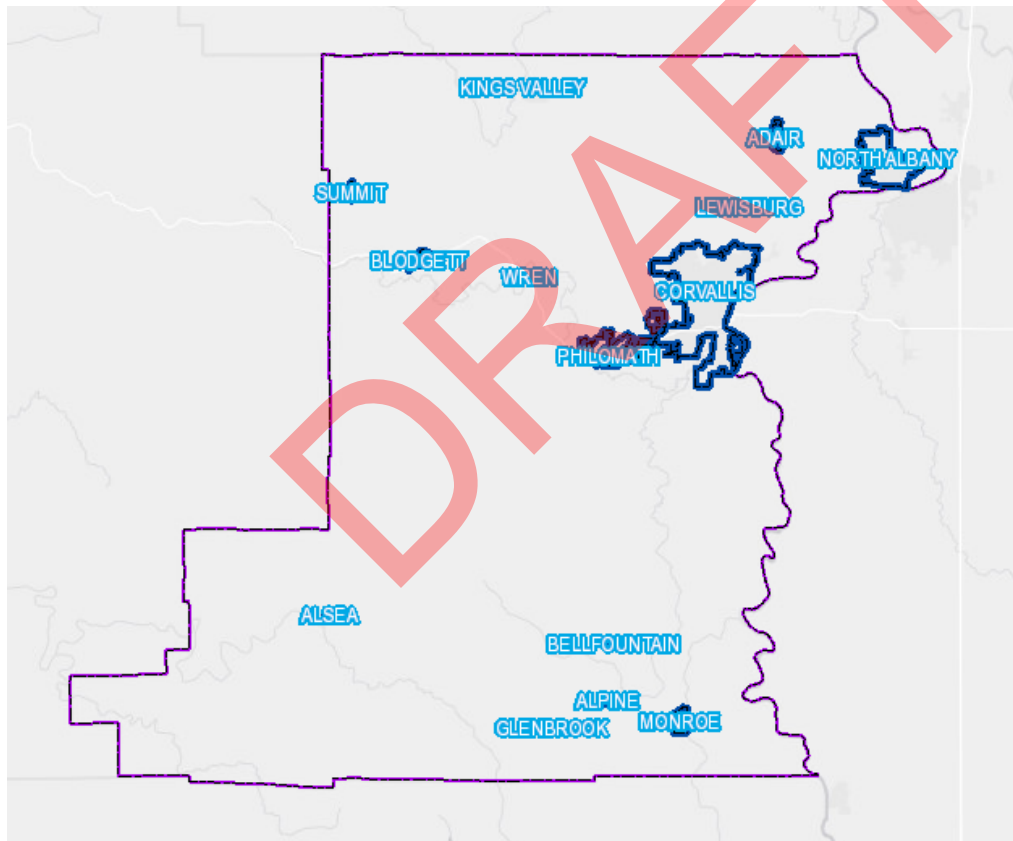 KINGS VALLEY
ADAIR
NORTH ALBANY
SUMMIT
LEWISBURG
BLODGETT
WREN
CORVALLIS
PHILOMATH
DRAFT
ALSEA
BELLFOUNTAIN
ALPINE
MONROE
GLENBROOK